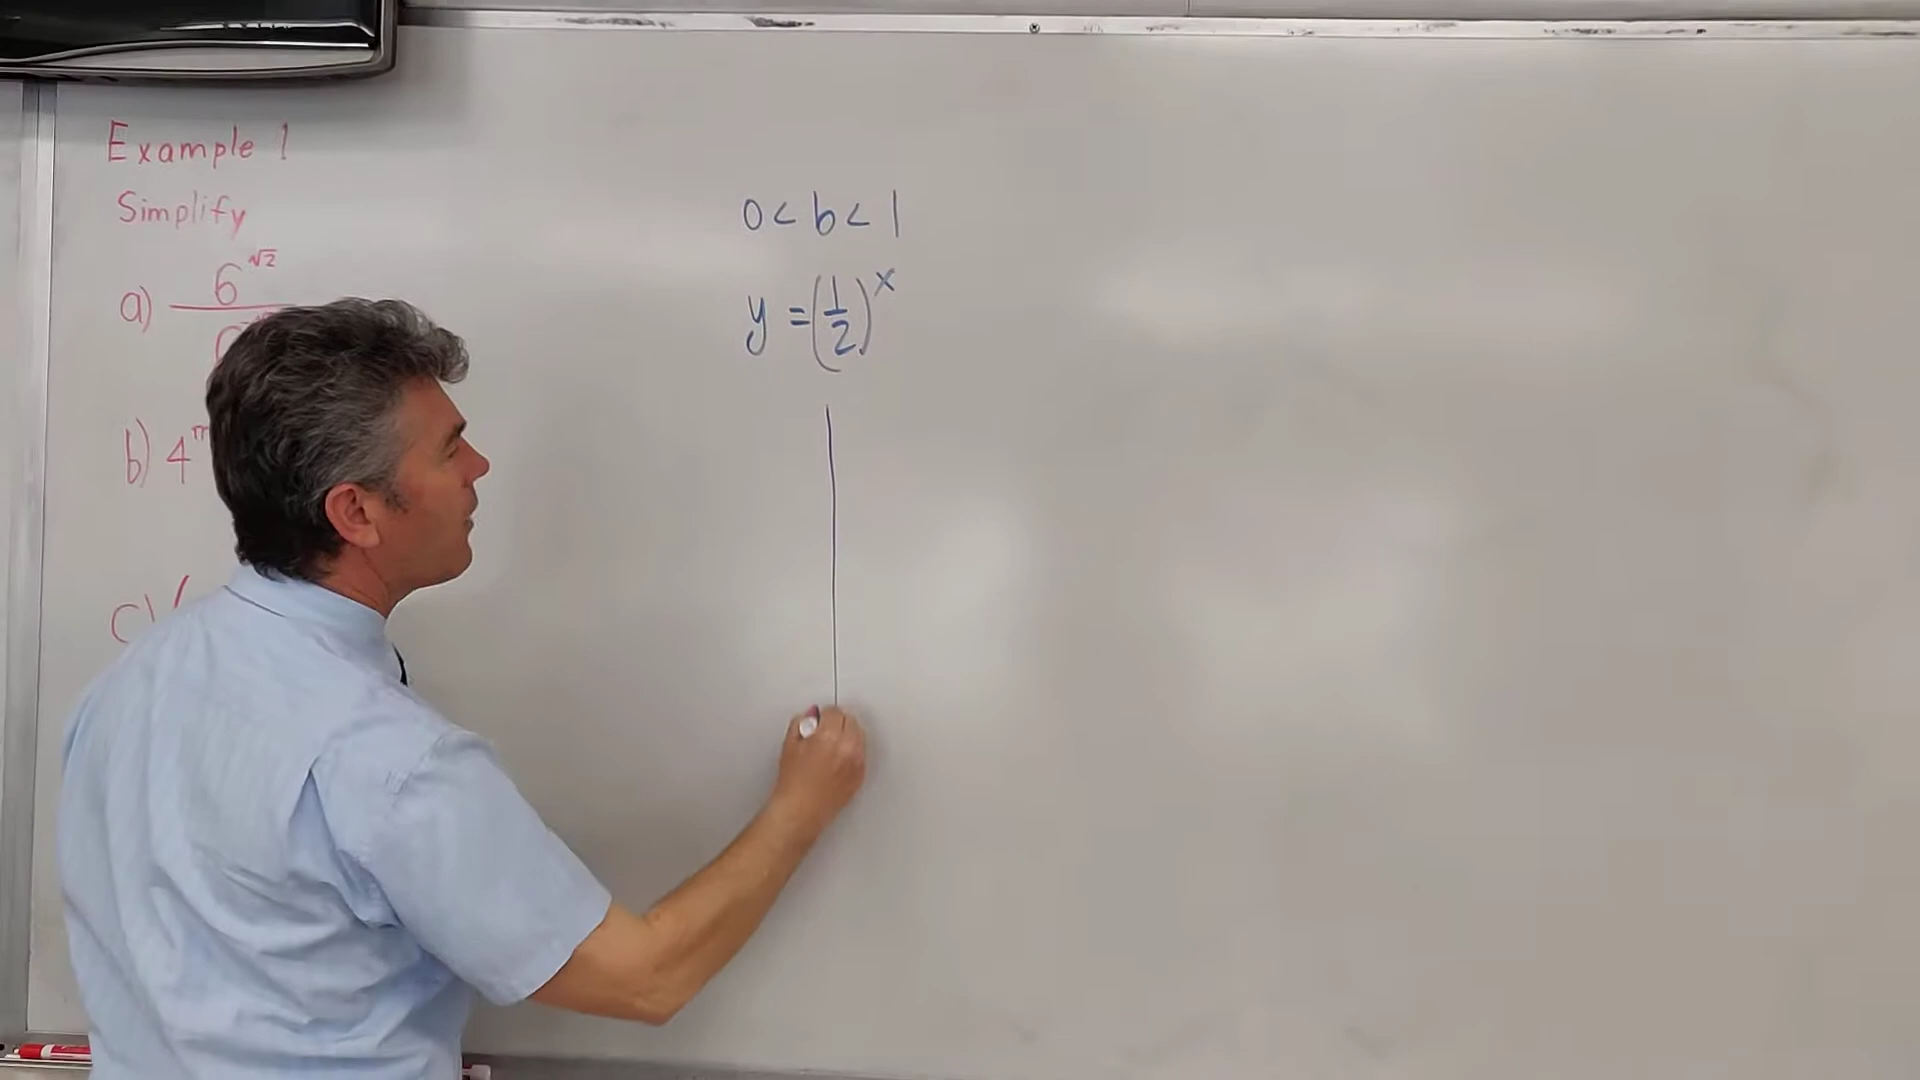 Example 1
Simplify
a) 6^√2
b) 4
c) (
0 < b < 1
y = (1/2)^x